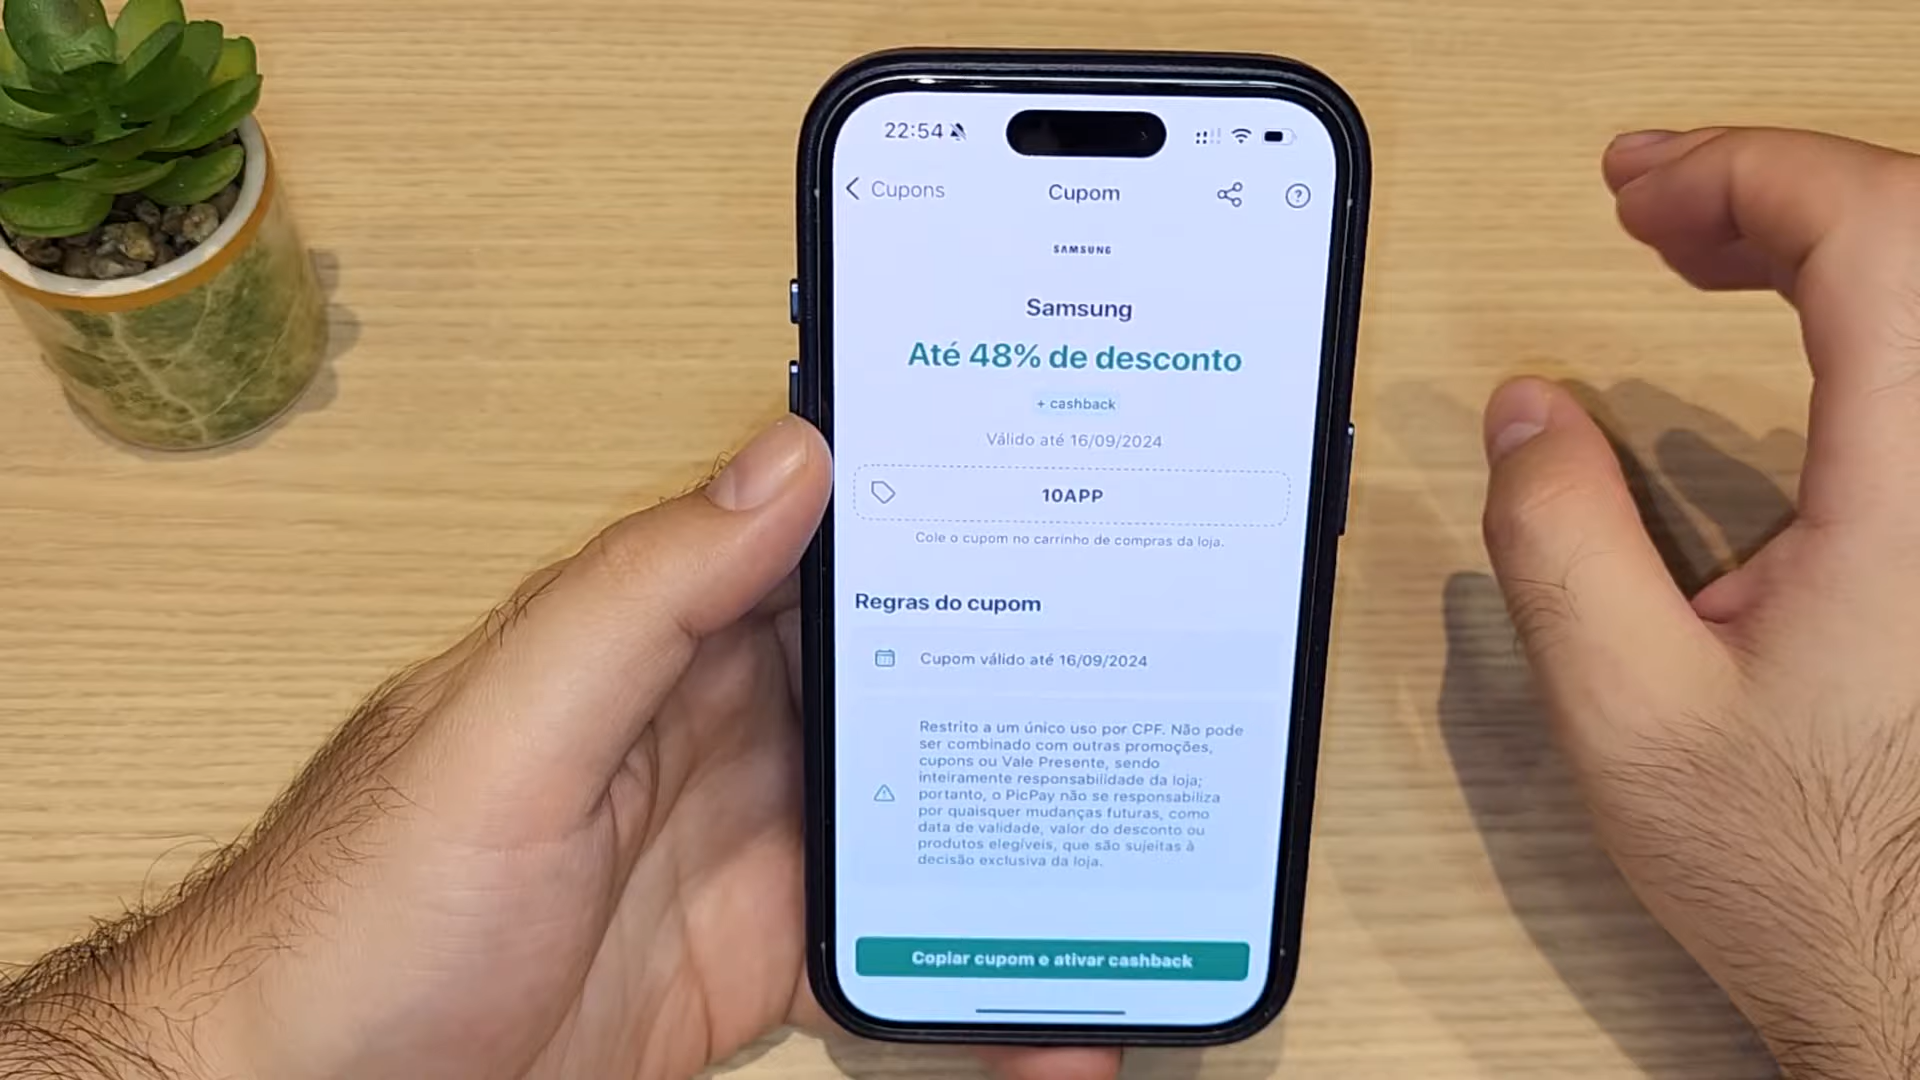 22:54
Cupons
Cupom
SAMSUNG
Samsung
Até 48% de desconto
+ cashback
Válido até 16/09/2024
10APP
Cole o cupom no carrinho de compras da loja.
Regras do cupom
Cupom válido até 16/09/2024
Restrito a um único uso por CPF. Não pode
ser combinado com outras promoções,
cupons ou Vale Presente, sendo
inteiramente responsabilidade da loja;
portanto, o PicPay não se responsabiliza
por quaisquer mudanças futuras, como
data de validade, valor do desconto ou
produtos elegíveis, que são sujeitas à
decisão exclusiva da loja.
Copiar cupom e ativar cashback